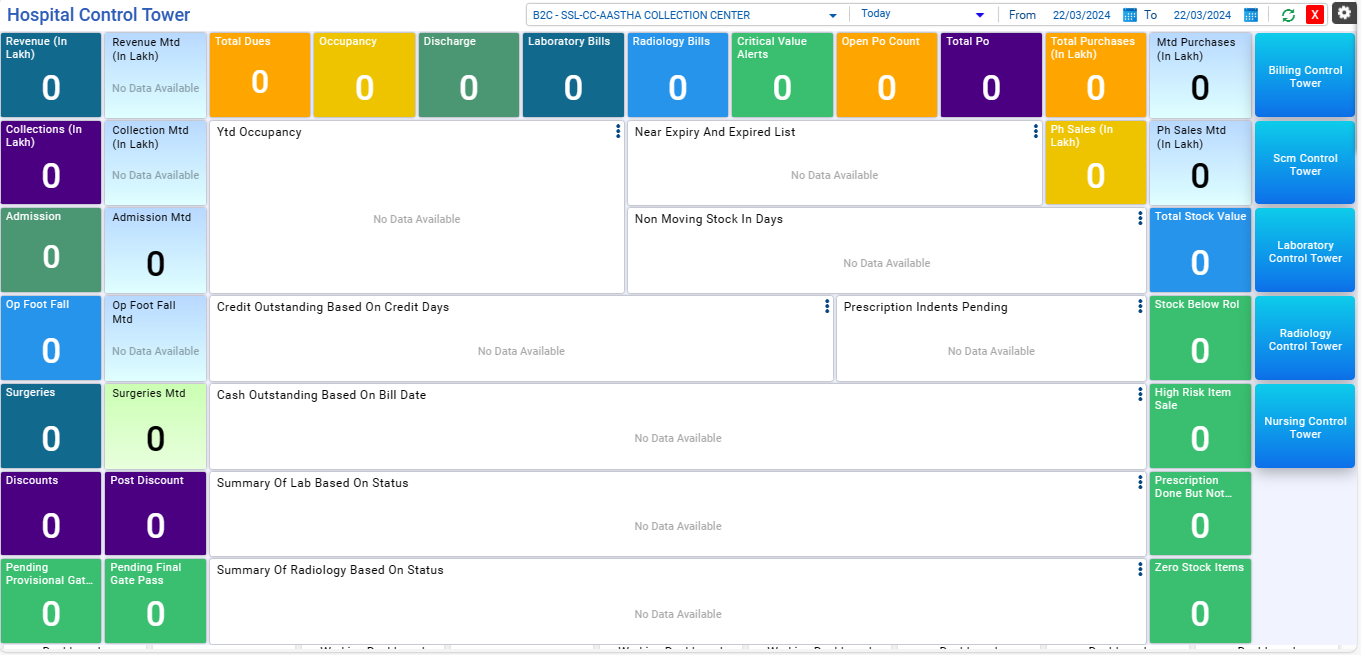 Hospital Control Tower
B2C - SSL-CC-AASTHA COLLECTION CENTER
Today
From 22/03/2024 To 22/03/2024
X
Revenue (In
Lakh)
0
Revenue Mtd
(In Lakh)
No Data Available
Total Dues
0
Occupancy
0
Discharge
0
Laboratory Bills
0
Radiology Bills
0
Critical Value
Alerts
0
Open Po Count
0
Total Po
0
Total Purchases
(In Lakh)
0
Mtd Purchases
(In Lakh)
0
Billing Control
Tower
Collections (In
Lakh)
0
Collection Mtd
(In Lakh)
No Data Available
Ytd Occupancy
No Data Available
Near Expiry And Expired List
No Data Available
Ph Sales (In
Lakh)
0
Ph Sales Mtd
(In Lakh)
0
Scm Control
Tower
Admission
0
Admission Mtd
0
Non Moving Stock In Days
No Data Available
Total Stock Value
0
Laboratory
Control Tower
Op Foot Fall
0
Op Foot Fall
Mtd
No Data Available
Credit Outstanding Based On Credit Days
No Data Available
Prescription Indents Pending
No Data Available
Stock Below Rol
0
Radiology
Control Tower
Surgeries
0
Surgeries Mtd
0
Cash Outstanding Based On Bill Date
No Data Available
High Risk Item
Sale
0
Nursing Control
Tower
Discounts
0
Post Discount
0
Summary Of Lab Based On Status
No Data Available
Prescription
Done But Not...
0
Pending
Provisional Gat...
0
Pending Final
Gate Pass
0
Summary Of Radiology Based On Status
No Data Available
Zero Stock Items
0